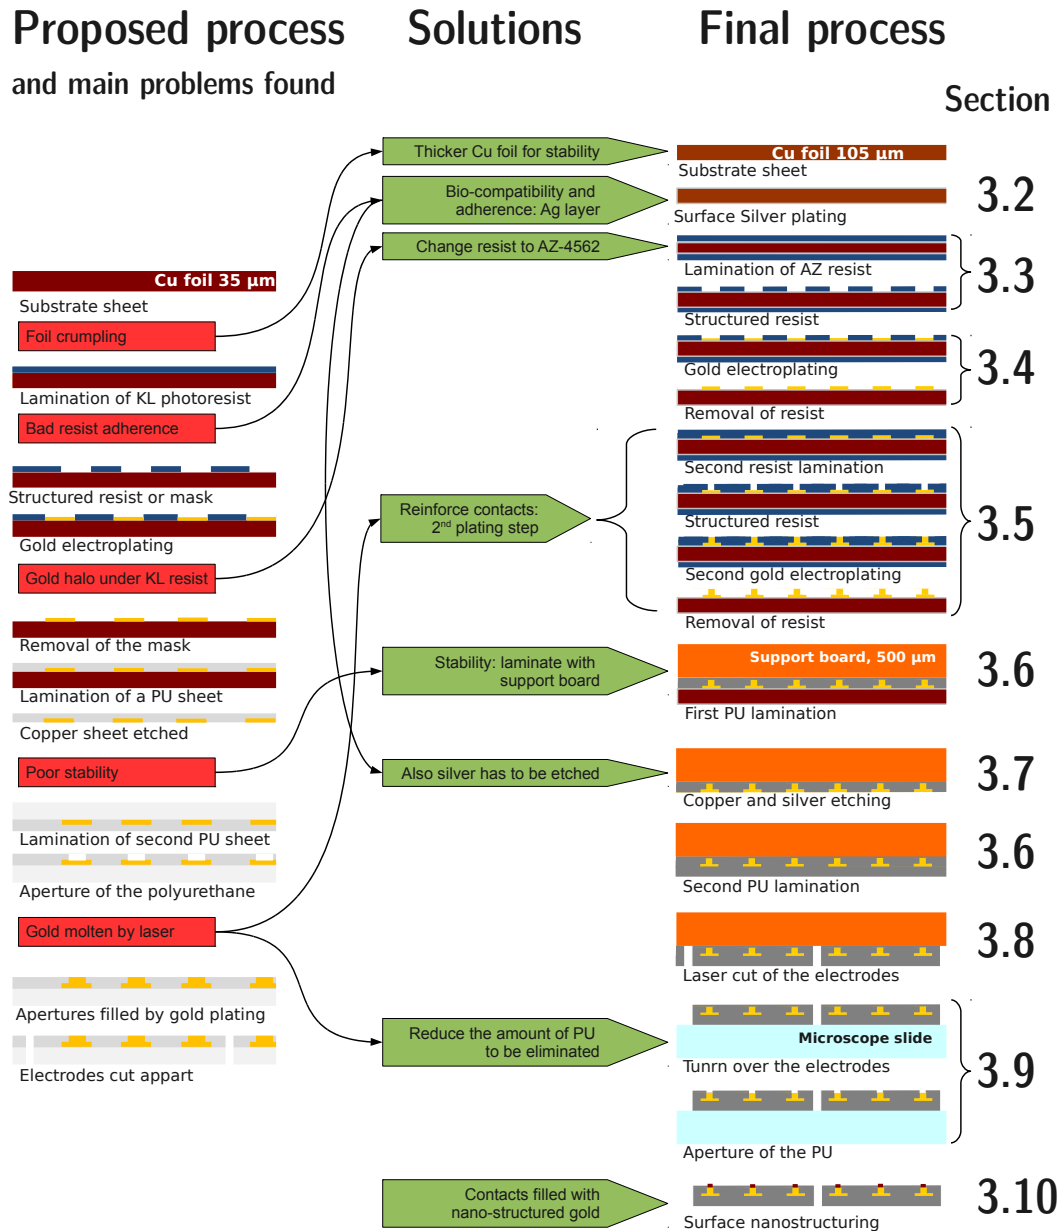 Proposed process
and main problems found
Cu foil 35 µm
Substrate sheet
Foil crumpling
Lamination of KL photoresist
Bad resist adherence
Structured resist or mask
Gold electroplating
Gold halo under KL resist
Removal of the mask
Lamination of a PU sheet
Copper sheet etched
Poor stability
Lamination of second PU sheet
Aperture of the polyurethane
Gold molten by laser
Apertures filled by gold plating
Electrodes cut appart
Solutions
Thicker Cu foil for stability
Bio-compatibility and
adherence: Ag layer
Change resist to AZ-4562
Reinforce contacts:
2nd plating step
Stability: laminate with
support board
Also silver has to be etched
Reduce the amount of PU
to be eliminated
Contacts filled with
nano-structured gold
Final process
Section
Cu foil 105 µm
Substrate sheet
Surface Silver plating
3.2
Lamination of AZ resist
Structured resist
3.3
Gold electroplating
Removal of resist
3.4
Second resist lamination
Structured resist
Second gold electroplating
Removal of resist
3.5
Support board, 500 µm
First PU lamination
3.6
Copper and silver etching
3.7
Second PU lamination
3.6
Laser cut of the electrodes
3.8
Microscope slide
Tunrn over the electrodes
Aperture of the PU
3.9
Surface nanostructuring
3.10